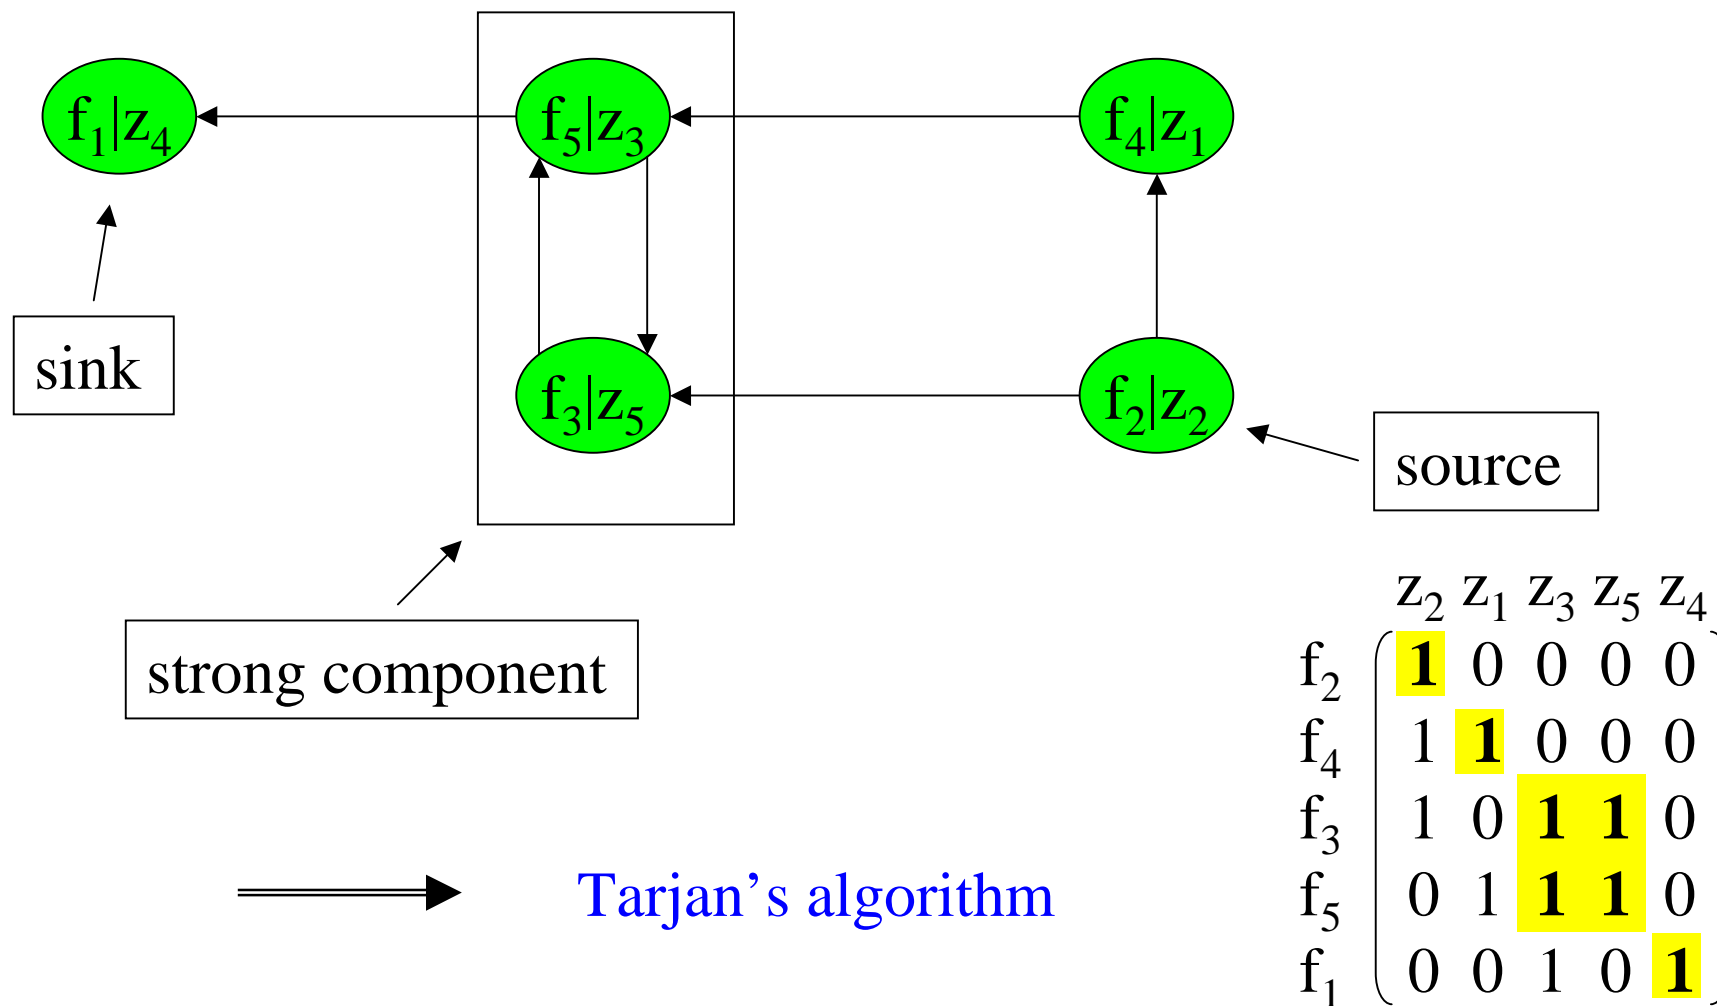 f₁|z₄ f₅|z₃ f₄|z₁
sink
f₃|z₅ f₂|z₂
source
strong component
z₂ z₁ z₃ z₅ z₄
f₂ 1 0 0 0 0
f₄ 1 1 0 0 0
f₃ 1 0 1 1 0
Tarjan’s algorithm
f₅ 0 1 1 1 0
f₁ 0 0 1 0 1